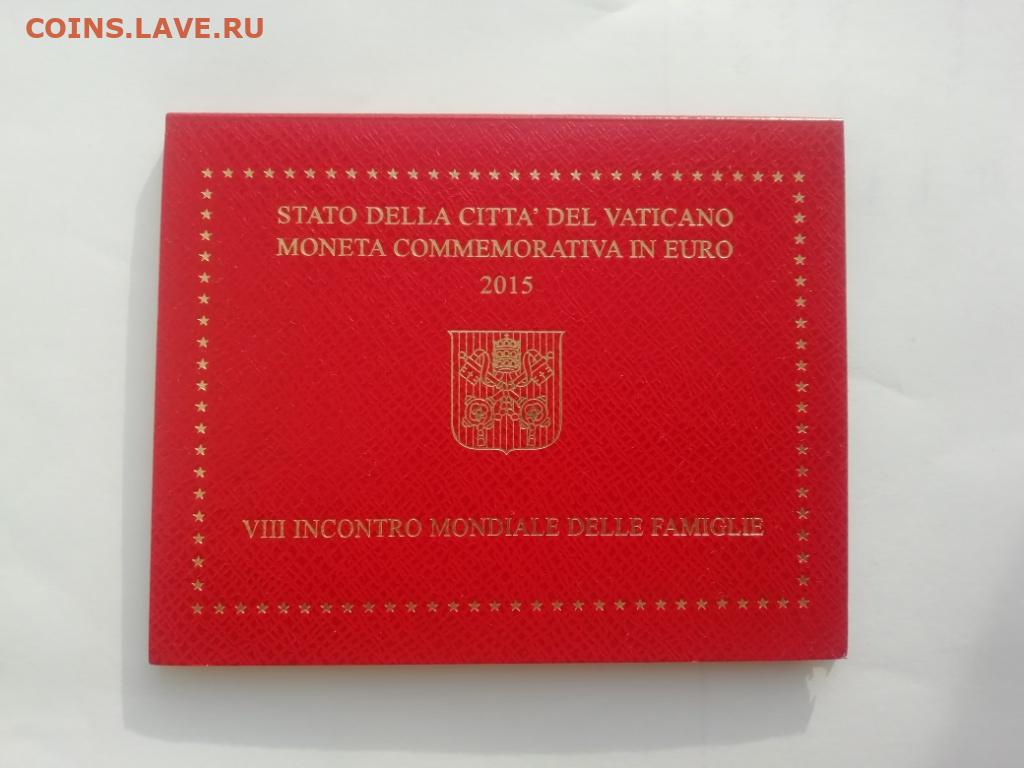 COINS.LAVE.RU
STATO DELLA CITTA' DEL VATICANO
MONETA COMMEMORATIVA IN EURO
2015
VIII INCONTRO MONDIALE DELLE FAMIGLIE